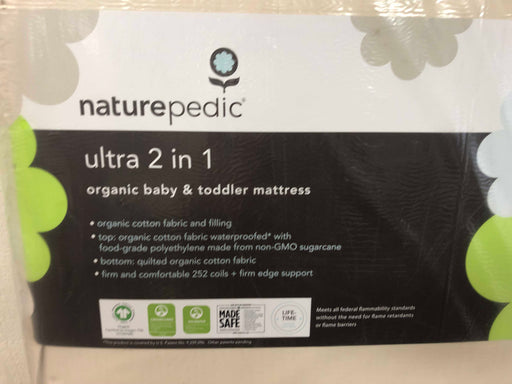 naturepedic®
ultra 2 in 1
organic baby & toddler mattress
• organic cotton fabric and filling
• top: organic cotton fabric waterproofed* with
food-grade polyethylene made from non-GMO sugarcane
• bottom: quilted organic cotton fabric
• firm and comfortable 252 coils + firm edge support
MADE
SAFE
LIFE-
TIME
Meets all federal flammability standards
without the need for flame retardants
or flame barriers